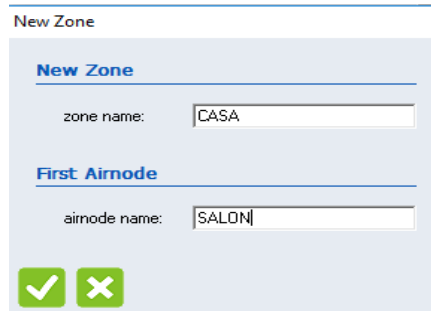 New Zone
New Zone
zone name: CASA
First Airnode
airnode name: SALON